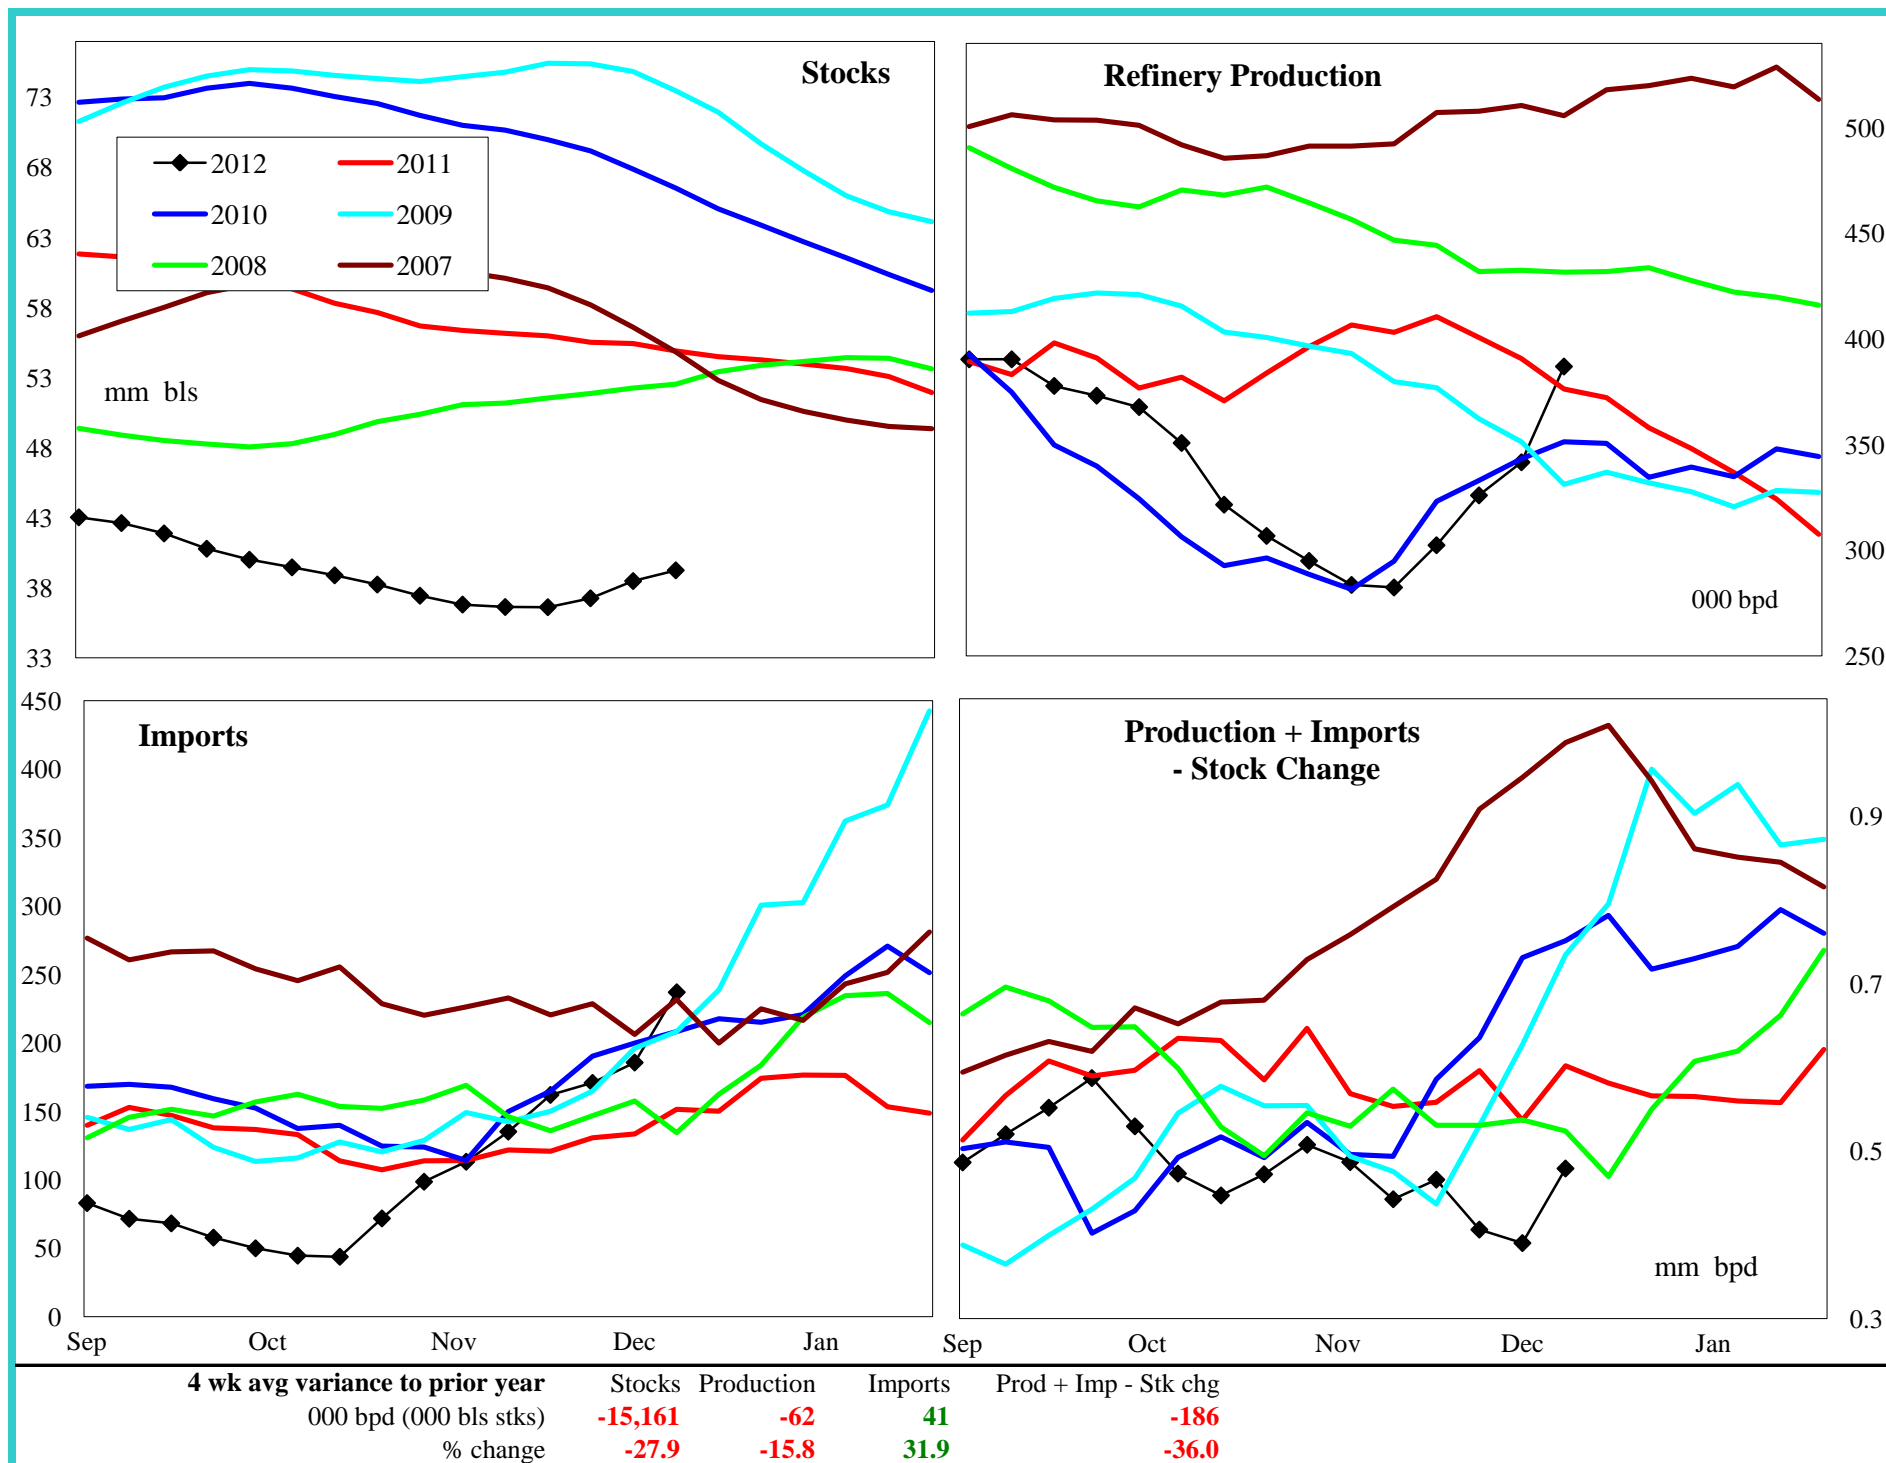 Stocks
73
68
63
58
53
48
43
38
33
2012
2011
2010
2009
2008
2007
mm bls
Refinery Production
500
450
400
350
300
250
000 bpd
Imports
450
400
350
300
250
200
150
100
50
0
Sep Oct Nov Dec Jan
Production + Imports
- Stock Change
0.9
0.7
0.5
0.3
mm bpd
Sep Oct Nov Dec Jan
4 wk avg variance to prior year Stocks Production Imports Prod + Imp - Stk chg
000 bpd (000 bls stks) -15,161 -62 41 -186
% change -27.9 -15.8 31.9 -36.0